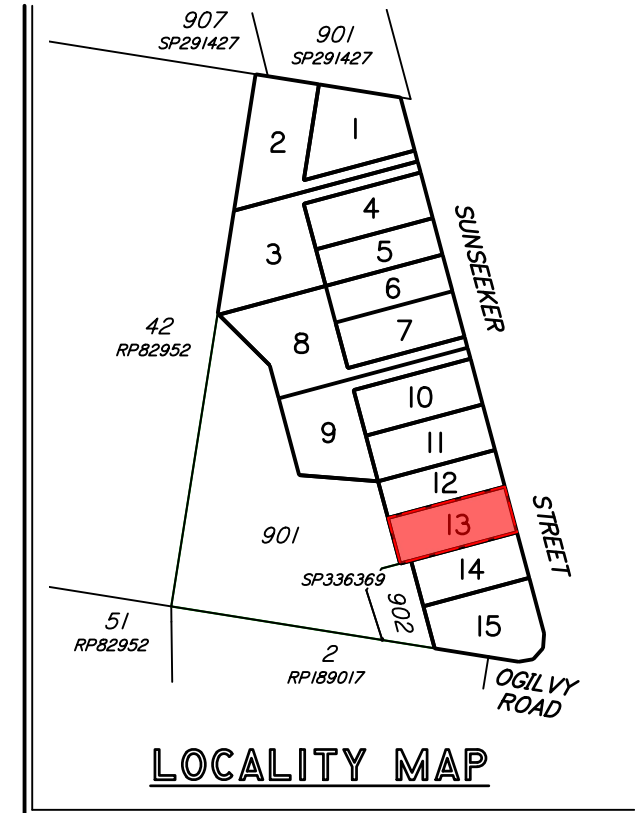 907
SP291427
901
SP291427
1
2
4
SUNSEEKER
5
3
6
42
RP82952
7
8
10
9
11
12
13
STREET
901
14
SP336369
902
51
RP82952
15
2
RP189017
OGILVY
ROAD
LOCALITY MAP